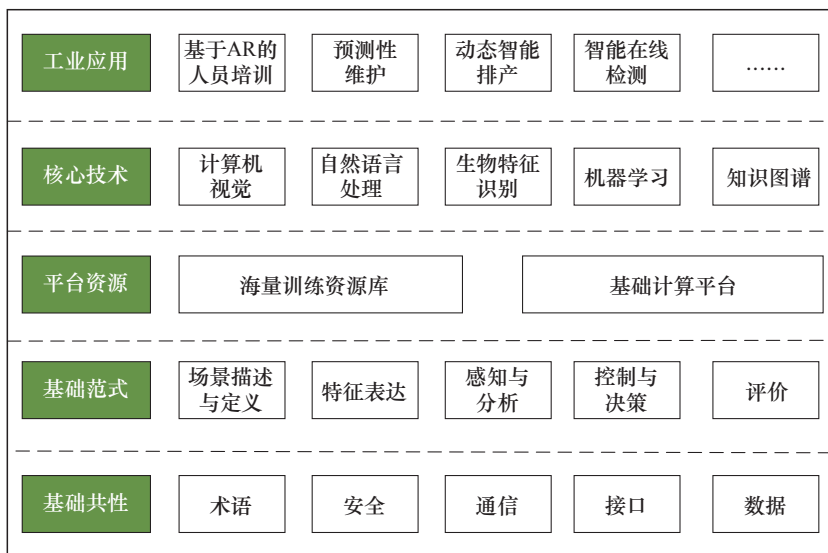 工业应用
基于AR的
人员培训
预测性
维护
动态智能
排产
智能在线
检测
……
核心技术
计算机
视觉
自然语言
处理
生物特征
识别
机器学习
知识图谱
平台资源
海量训练资源库
基础计算平台
基础范式
场景描述
与定义
特征表达
感知与
分析
控制与
决策
评价
基础共性
术语
安全
通信
接口
数据